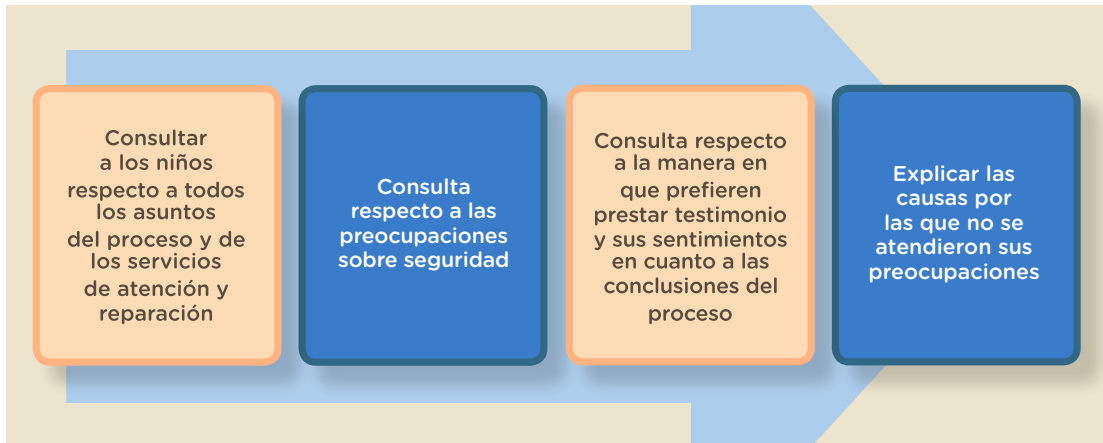 Consultar
a los niños
respecto a todos
los asuntos
del proceso y de
los servicios
de atención y
reparación
Consulta
respecto a las
preocupaciones
sobre seguridad
Consulta respecto
a la manera en
que prefieren
prestar testimonio
y sus sentimientos
en cuanto a las
conclusiones del
proceso
Explicar las
causas por
las que no se
atendieron sus
preocupaciones